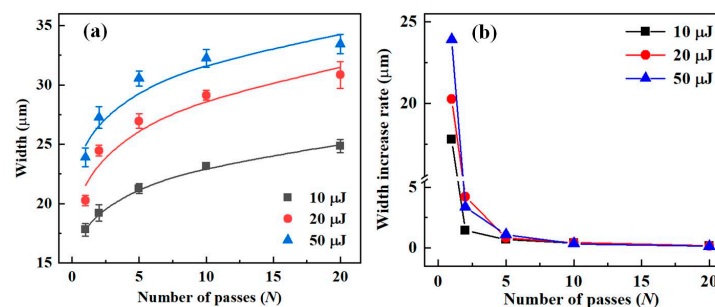 (a)
35
30
25
20
15
Width (μm)
10 μJ
20 μJ
50 μJ
0
5
10
15
20
Number of passes (N)
(b)
25
20
5
0
Width increase rate (μm)
10 μJ
20 μJ
50 μJ
0
5
10
15
20
Number of passes (N)